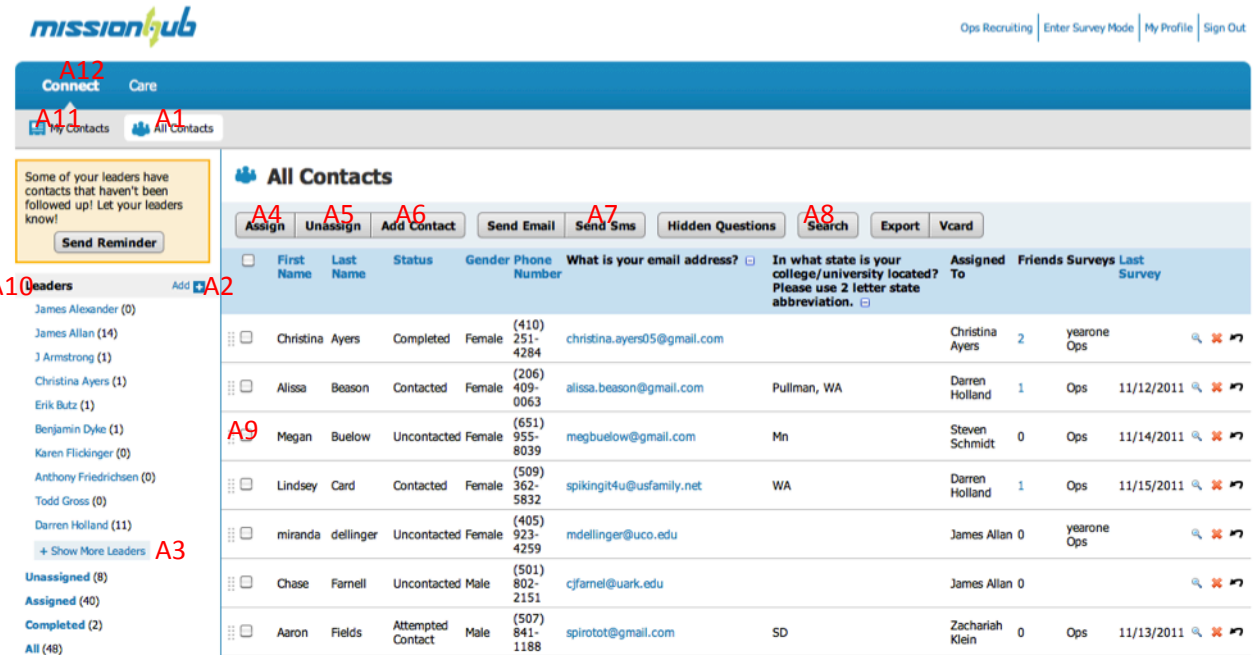 missionhub
Ops Recruiting Enter Survey Mode My Profile Sign Out
A12
Connect Care
A11 A1
My Contacts All Contacts
Some of your leaders have
contacts that haven't been
followed up! Let your leaders
know!
Send Reminder
All Contacts
A4 A5 A6 A7 A8
Assign Unassign Add Contact Send Email Send Sms Hidden Questions Search Export Vcard
A10 Leaders Add A2
James Alexander (0)
James Allan (14)
J Armstrong (1)
Christina Ayers (1)
Erik Butz (1)
Benjamin Dyke (1)
Karen Flickinger (0)
Anthony Friedrichsen (0)
Todd Gross (0)
Darren Holland (11)
+ Show More Leaders A3
Unassigned (8)
Assigned (40)
Completed (2)
All (48)
First Last Status Gender Phone What is your email address? In what state is your Assigned Friends Surveys Last
Name Name Number college/university located? To Survey
Please use 2 letter state
abbreviation.
(410)
Christina Ayers Completed Female 251- christina.ayers05@gmail.com Christina Ayers 2 yearone Ops
4284
(206)
Alissa Beason Contacted Female 409- alissa.beason@gmail.com Pullman, WA Darren Holland 1 Ops 11/12/2011
0063
(651)
A9 Megan Buelow Uncontacted Female 955- megbuelow@gmail.com Mn Steven Schmidt 0 Ops 11/14/2011
8039
(509)
Lindsey Card Contacted Female 362- spikingit4u@usfamily.net WA Darren Holland 1 Ops 11/15/2011
5832
(405)
miranda dellinger Uncontacted Female 923- mdellinger@uco.edu James Allan 0 yearone Ops
4259
(501)
Chase Farnell Uncontacted Male 802- cjfarnel@uark.edu James Allan 0
2151
(507)
Aaron Fields Attempted Contact Male 841- spirotot@gmail.com SD Zachariah Klein 0 Ops 11/13/2011
1188